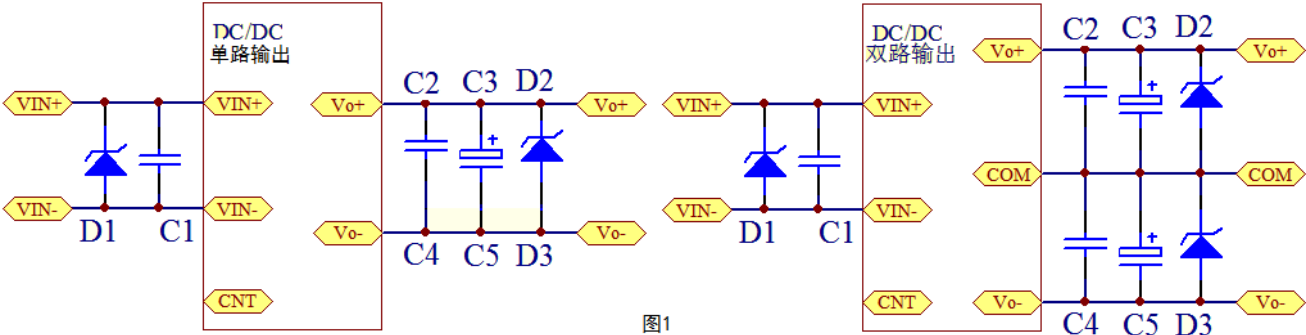 DC/DC
单路输出
C2 C3 D2
VIN+ VIN+ Vo+ Vo+
VIN- VIN- Vo- Vo-
D1 C1 C4 C5 D3
CNT
DC/DC
双路输出
C2 C3 D2
Vo+ Vo+
VIN+ VIN+
COM COM
VIN- VIN-
D1 C1
CNT Vo- Vo-
C4 C5 D3
图1